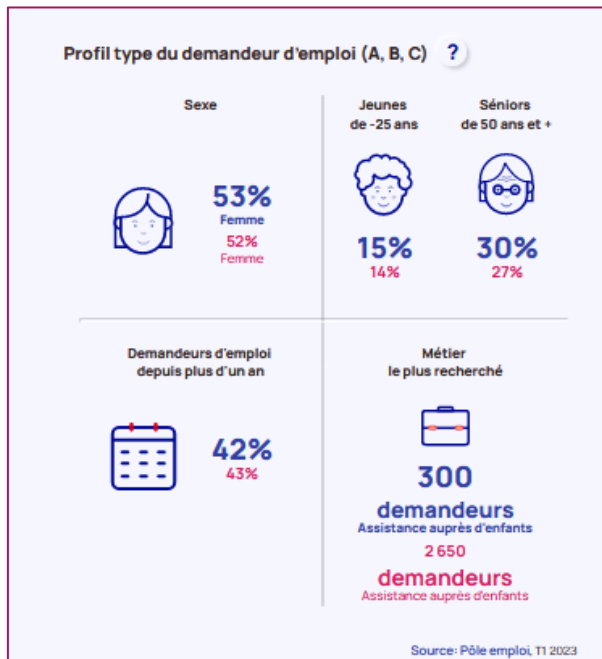 Profil type du demandeur d'emploi (A, B, C) ?
Sexe
53%
Femme
52%
Femme
Jeunes
de -25 ans
15%
14%
Séniors
de 50 ans et +
30%
27%
Demandeurs d'emploi
depuis plus d'un an
42%
43%
Métier
le plus recherché
300
demandeurs
Assistance auprès d'enfants
2 650
demandeurs
Assistance auprès d'enfants
Source: Pôle emploi, T1 2023